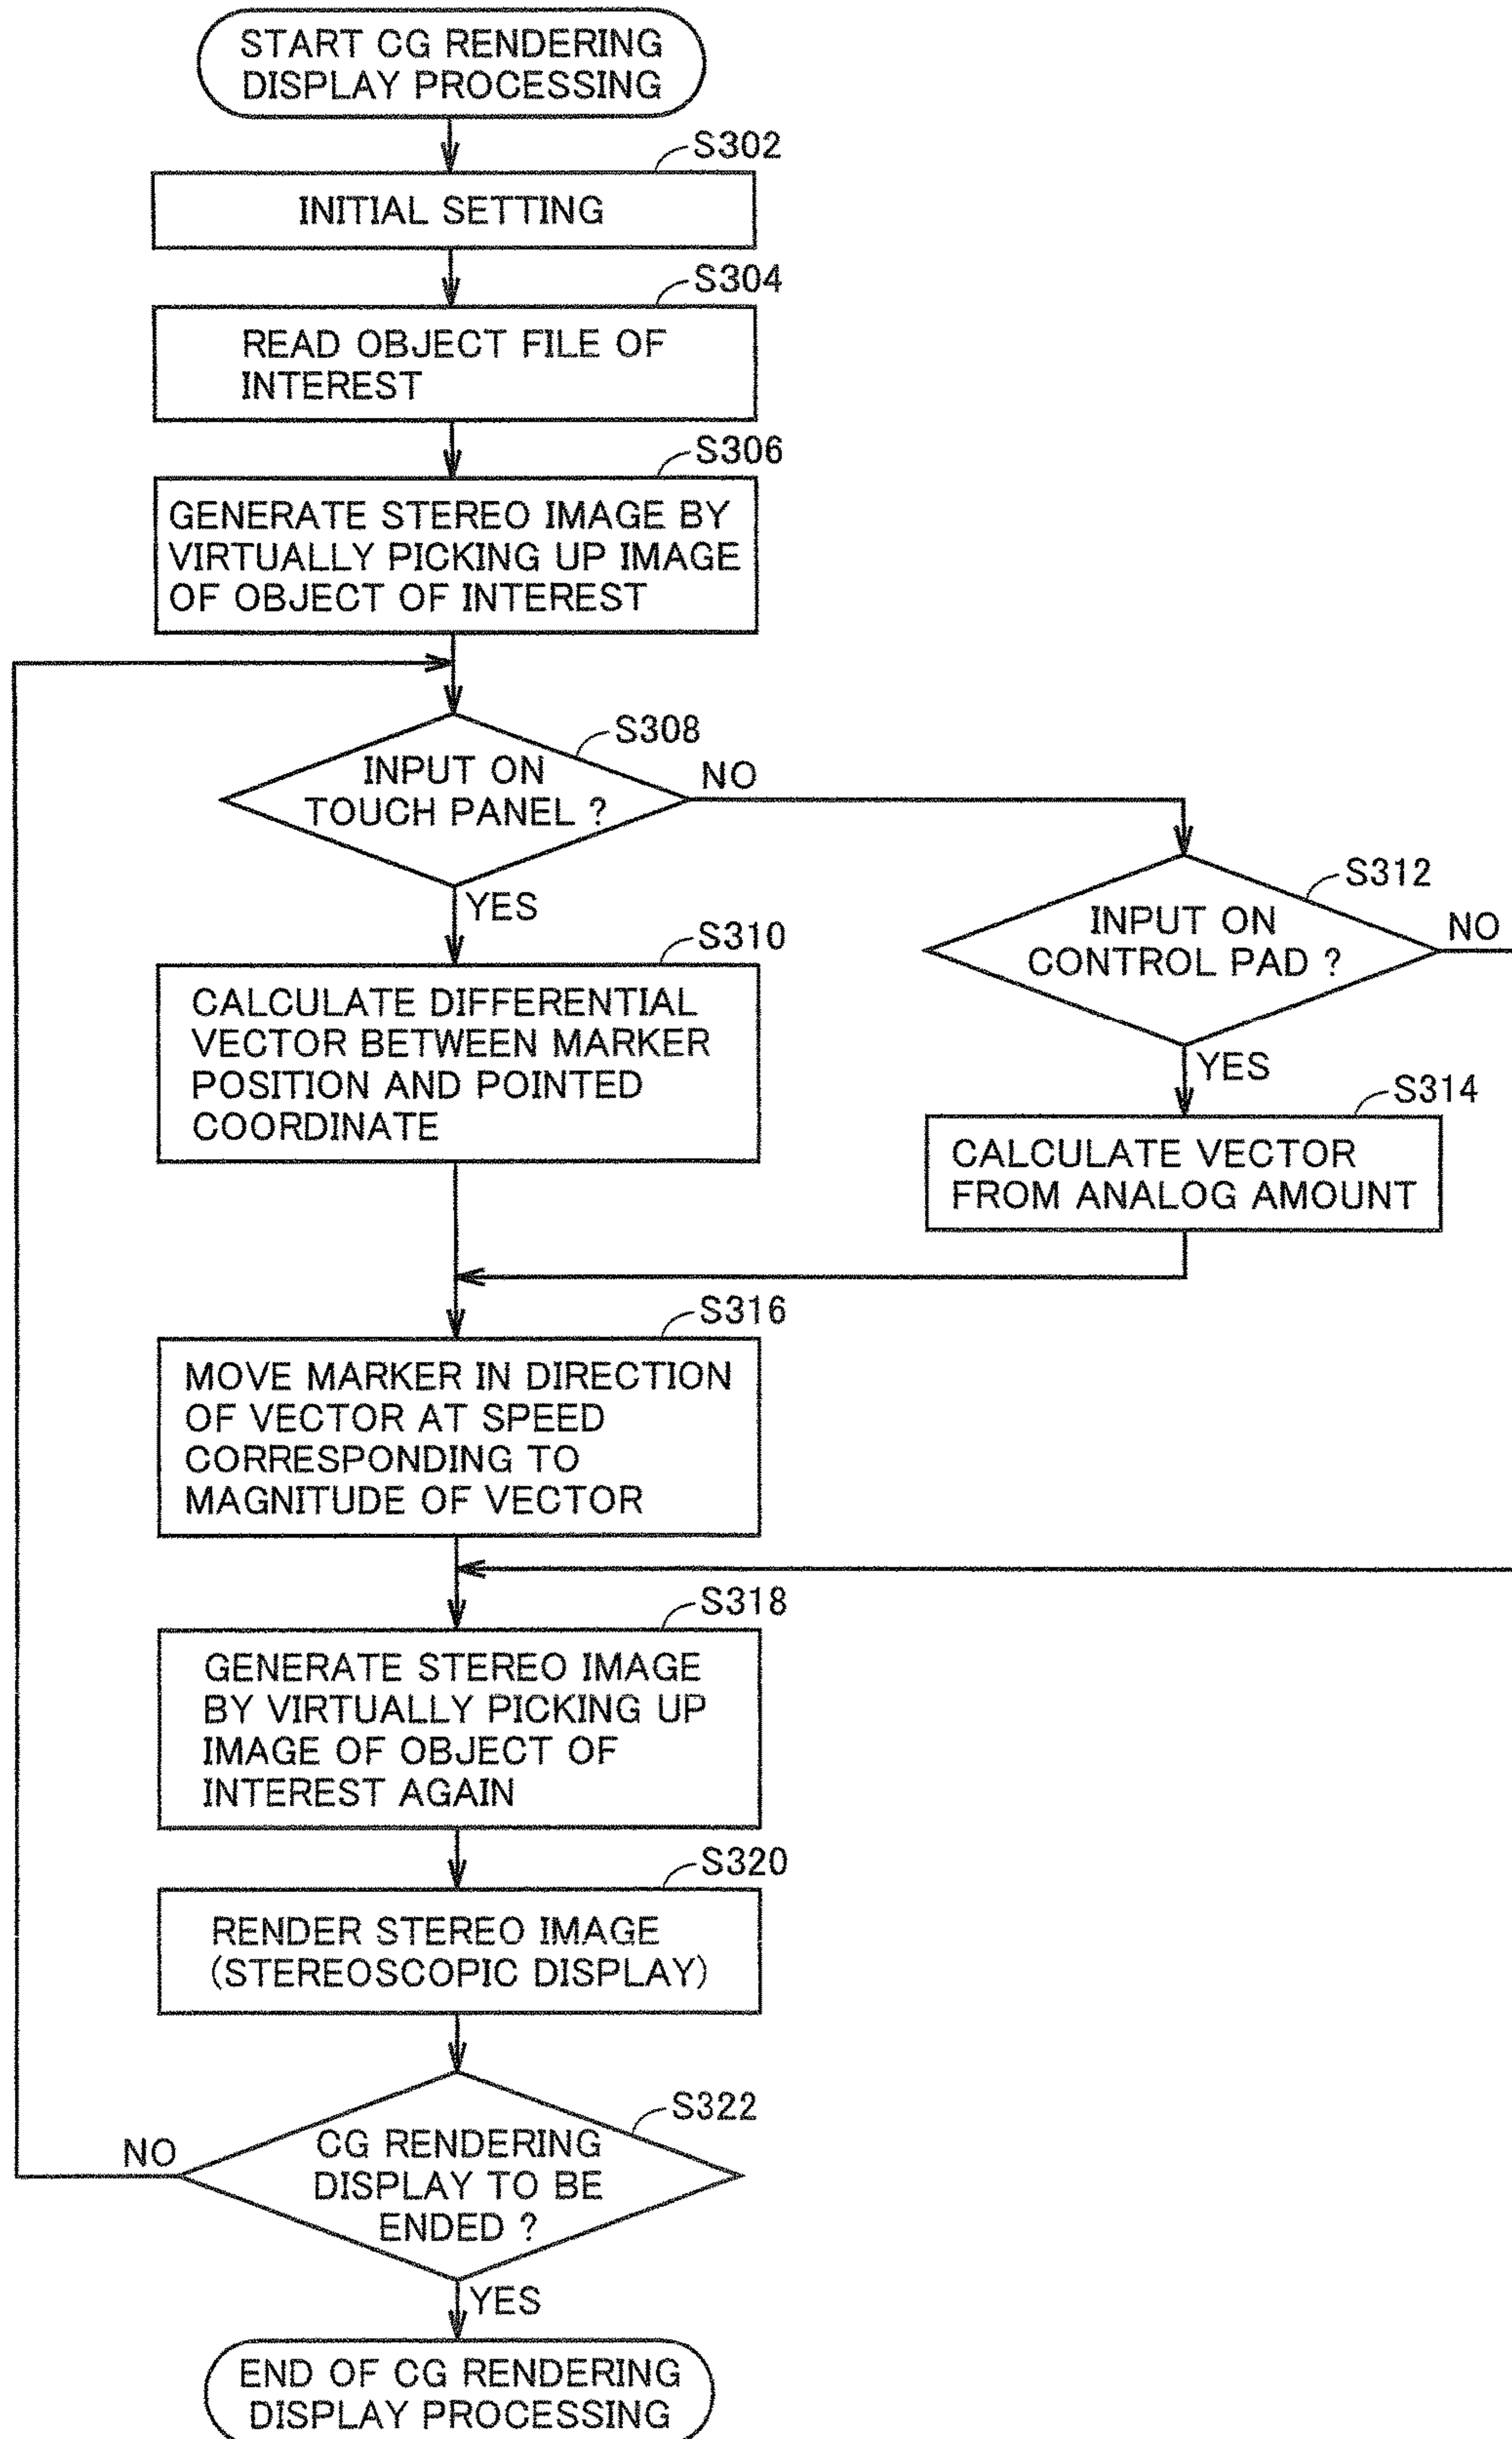 START CG RENDERING
DISPLAY PROCESSING
S302
INITIAL SETTING
S304
READ OBJECT FILE OF
INTEREST
S306
GENERATE STEREO IMAGE BY
VIRTUALLY PICKING UP IMAGE
OF OBJECT OF INTEREST
S308
INPUT ON
TOUCH PANEL ?
NO
YES
S312
INPUT ON
CONTROL PAD ?
NO
YES
S310
CALCULATE DIFFERENTIAL
VECTOR BETWEEN MARKER
POSITION AND POINTED
COORDINATE
S314
CALCULATE VECTOR
FROM ANALOG AMOUNT
S316
MOVE MARKER IN DIRECTION
OF VECTOR AT SPEED
CORRESPONDING TO
MAGNITUDE OF VECTOR
S318
GENERATE STEREO IMAGE
BY VIRTUALLY PICKING UP
IMAGE OF OBJECT OF
INTEREST AGAIN
S320
RENDER STEREO IMAGE
(STEREOSCOPIC DISPLAY)
S322
NO
CG RENDERING
DISPLAY TO BE
ENDED ?
YES
END OF CG RENDERING
DISPLAY PROCESSING